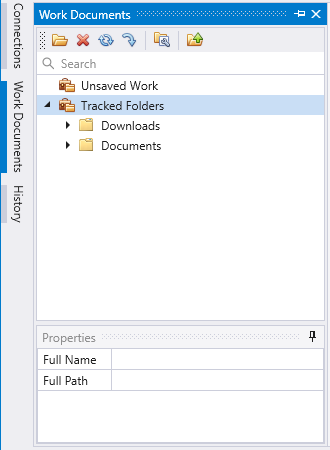 Connections
Work Documents
History
Work Documents
Search
Unsaved Work
Tracked Folders
Downloads
Documents
Properties
Full Name
Full Path